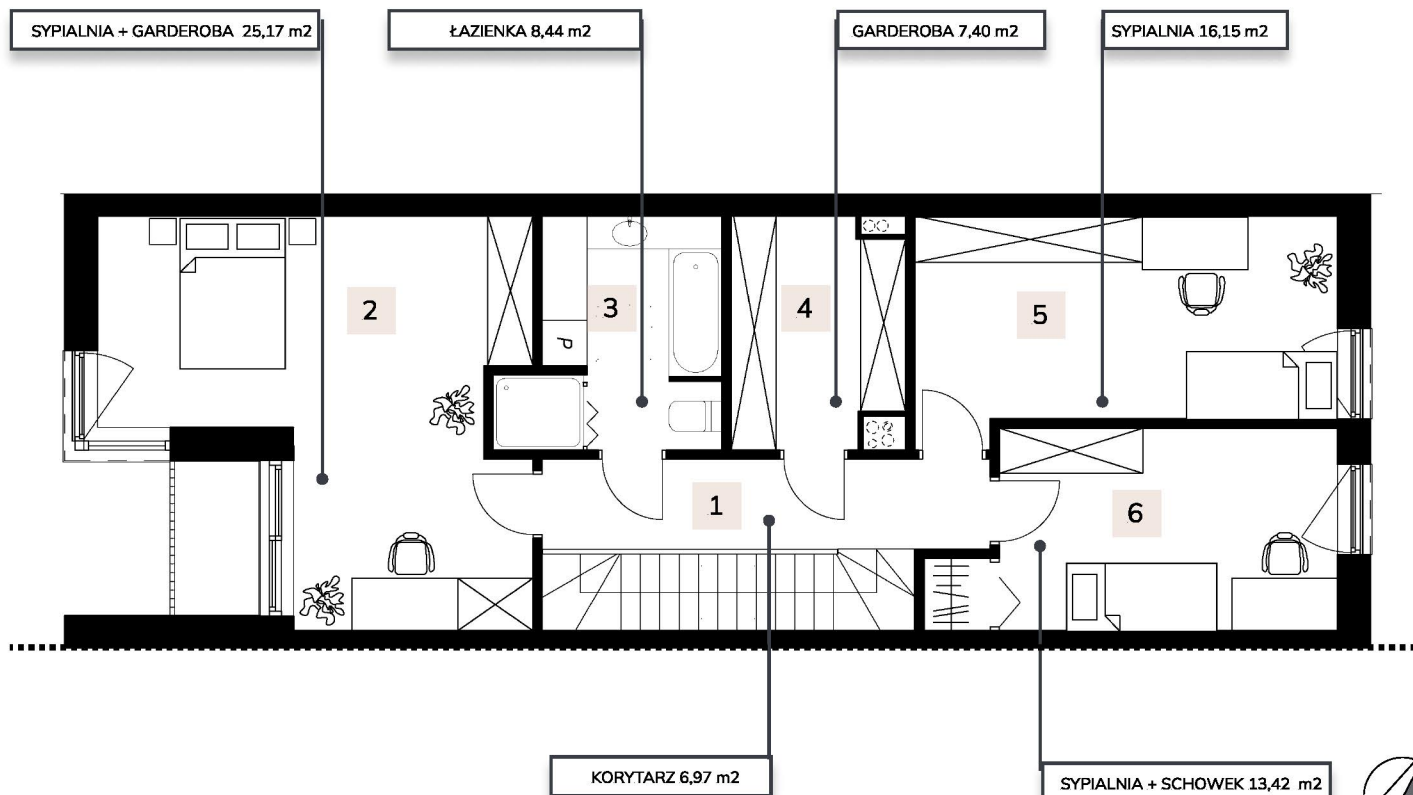 SYPIALNIA + GARDEROBA 25,17 m2
ŁAZIENKA 8,44 m2
GARDEROBA 7,40 m2
SYPIALNIA 16,15 m2
2
3
4
5
P
1
6
KORYTARZ 6,97 m2
SYPIALNIA + SCHOWEK 13,42 m2